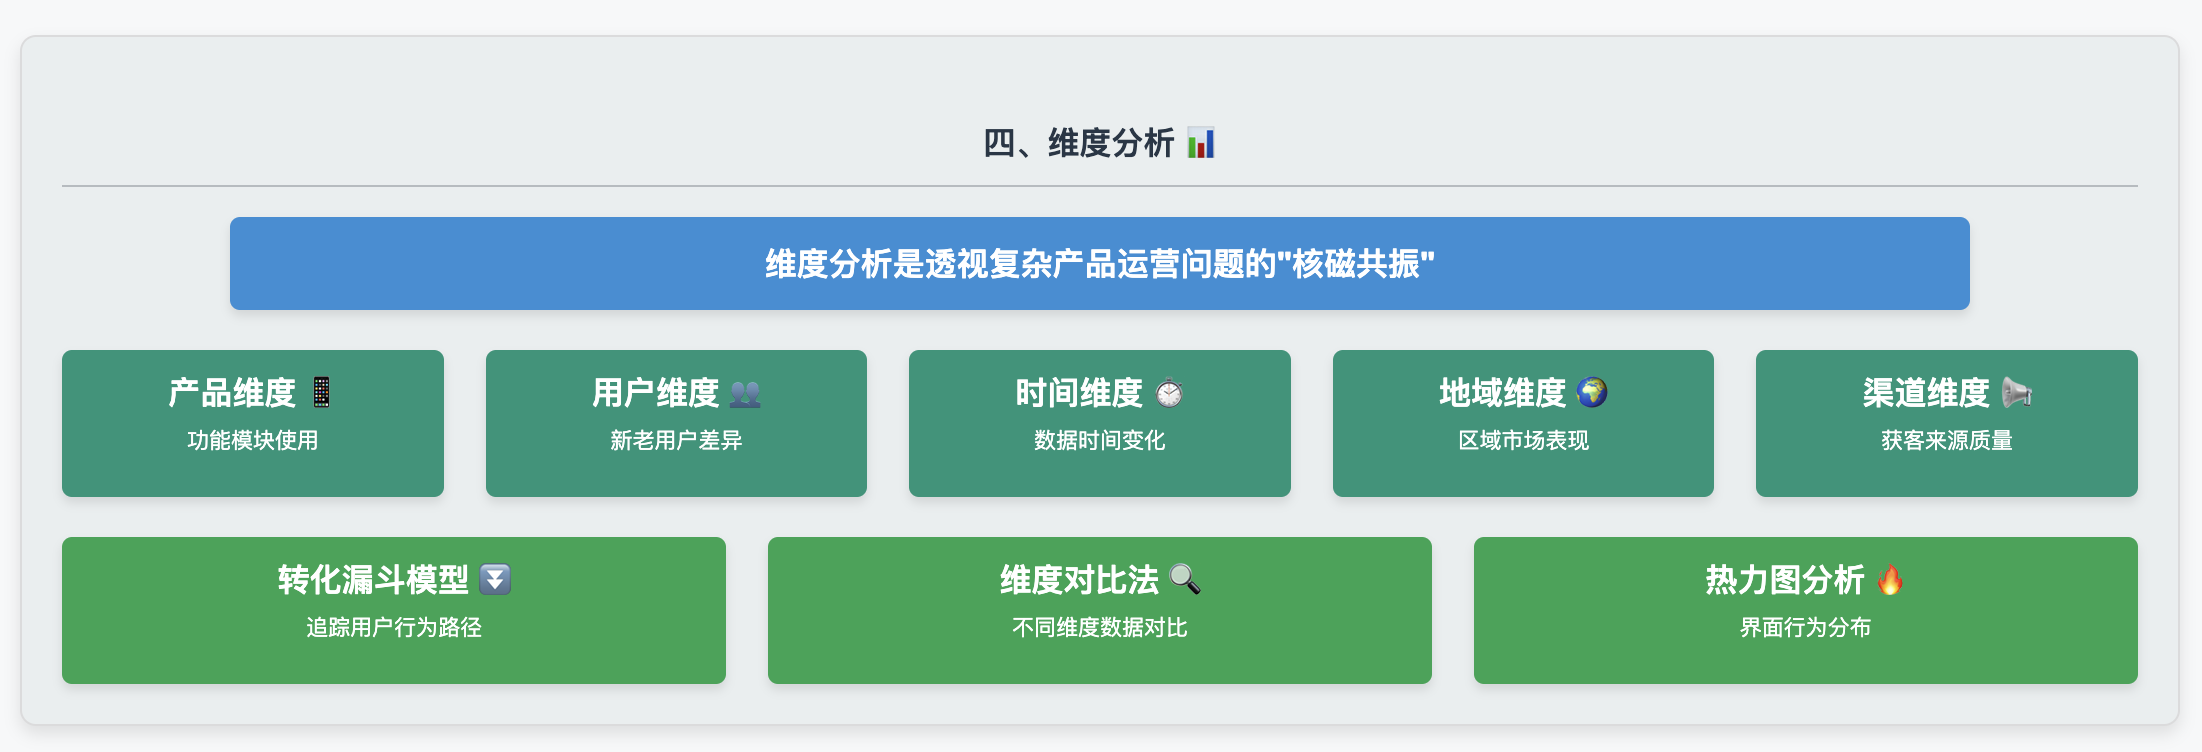 四、维度分析 📊
维度分析是透视复杂产品运营问题的"核磁共振"
产品维度 📱
功能模块使用
用户维度 👥
新老用户差异
时间维度 ⏱️
数据时间变化
地域维度 🌍
区域市场表现
渠道维度 📢
获客来源质量
转化漏斗模型 ⏬
追踪用户行为路径
维度对比法 🔍
不同维度数据对比
热力图分析 🔥
界面行为分布